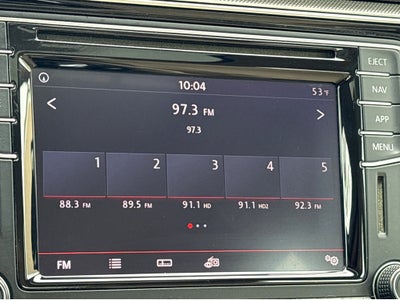 10:04
53°F
97.3 FM
97.3
1 2 3 4 5
88.3 FM 89.5 FM 91.1 HD 91.1 HD2 92.3 FM
FM
EJECT
NAV
APP
MENU